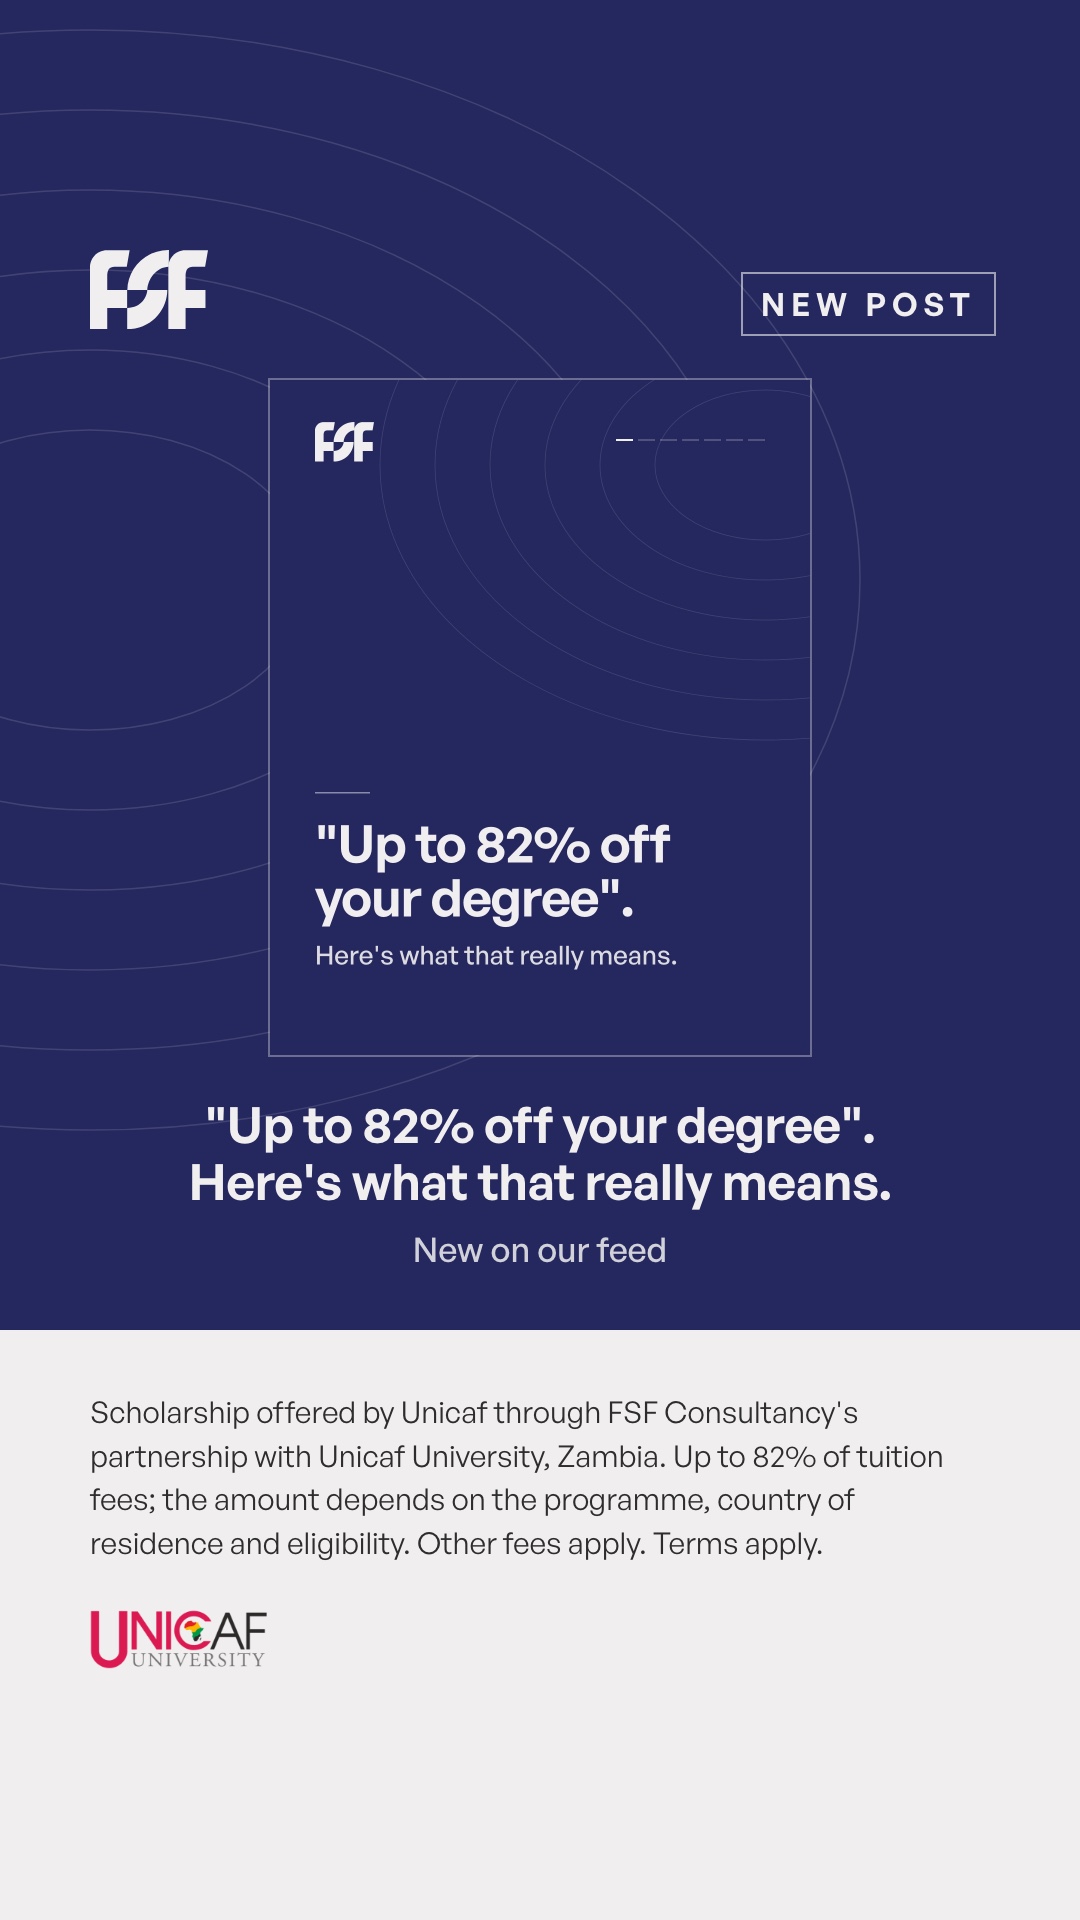 FSF
NEW POST
FSF
"Up to 82% off
your degree".
Here's what that really means.
"Up to 82% off your degree".
Here's what that really means.
New on our feed
Scholarship offered by Unicaf through FSF Consultancy's
partnership with Unicaf University, Zambia. Up to 82% of tuition
fees; the amount depends on the programme, country of
residence and eligibility. Other fees apply. Terms apply.
UNICAF
UNIVERSITY